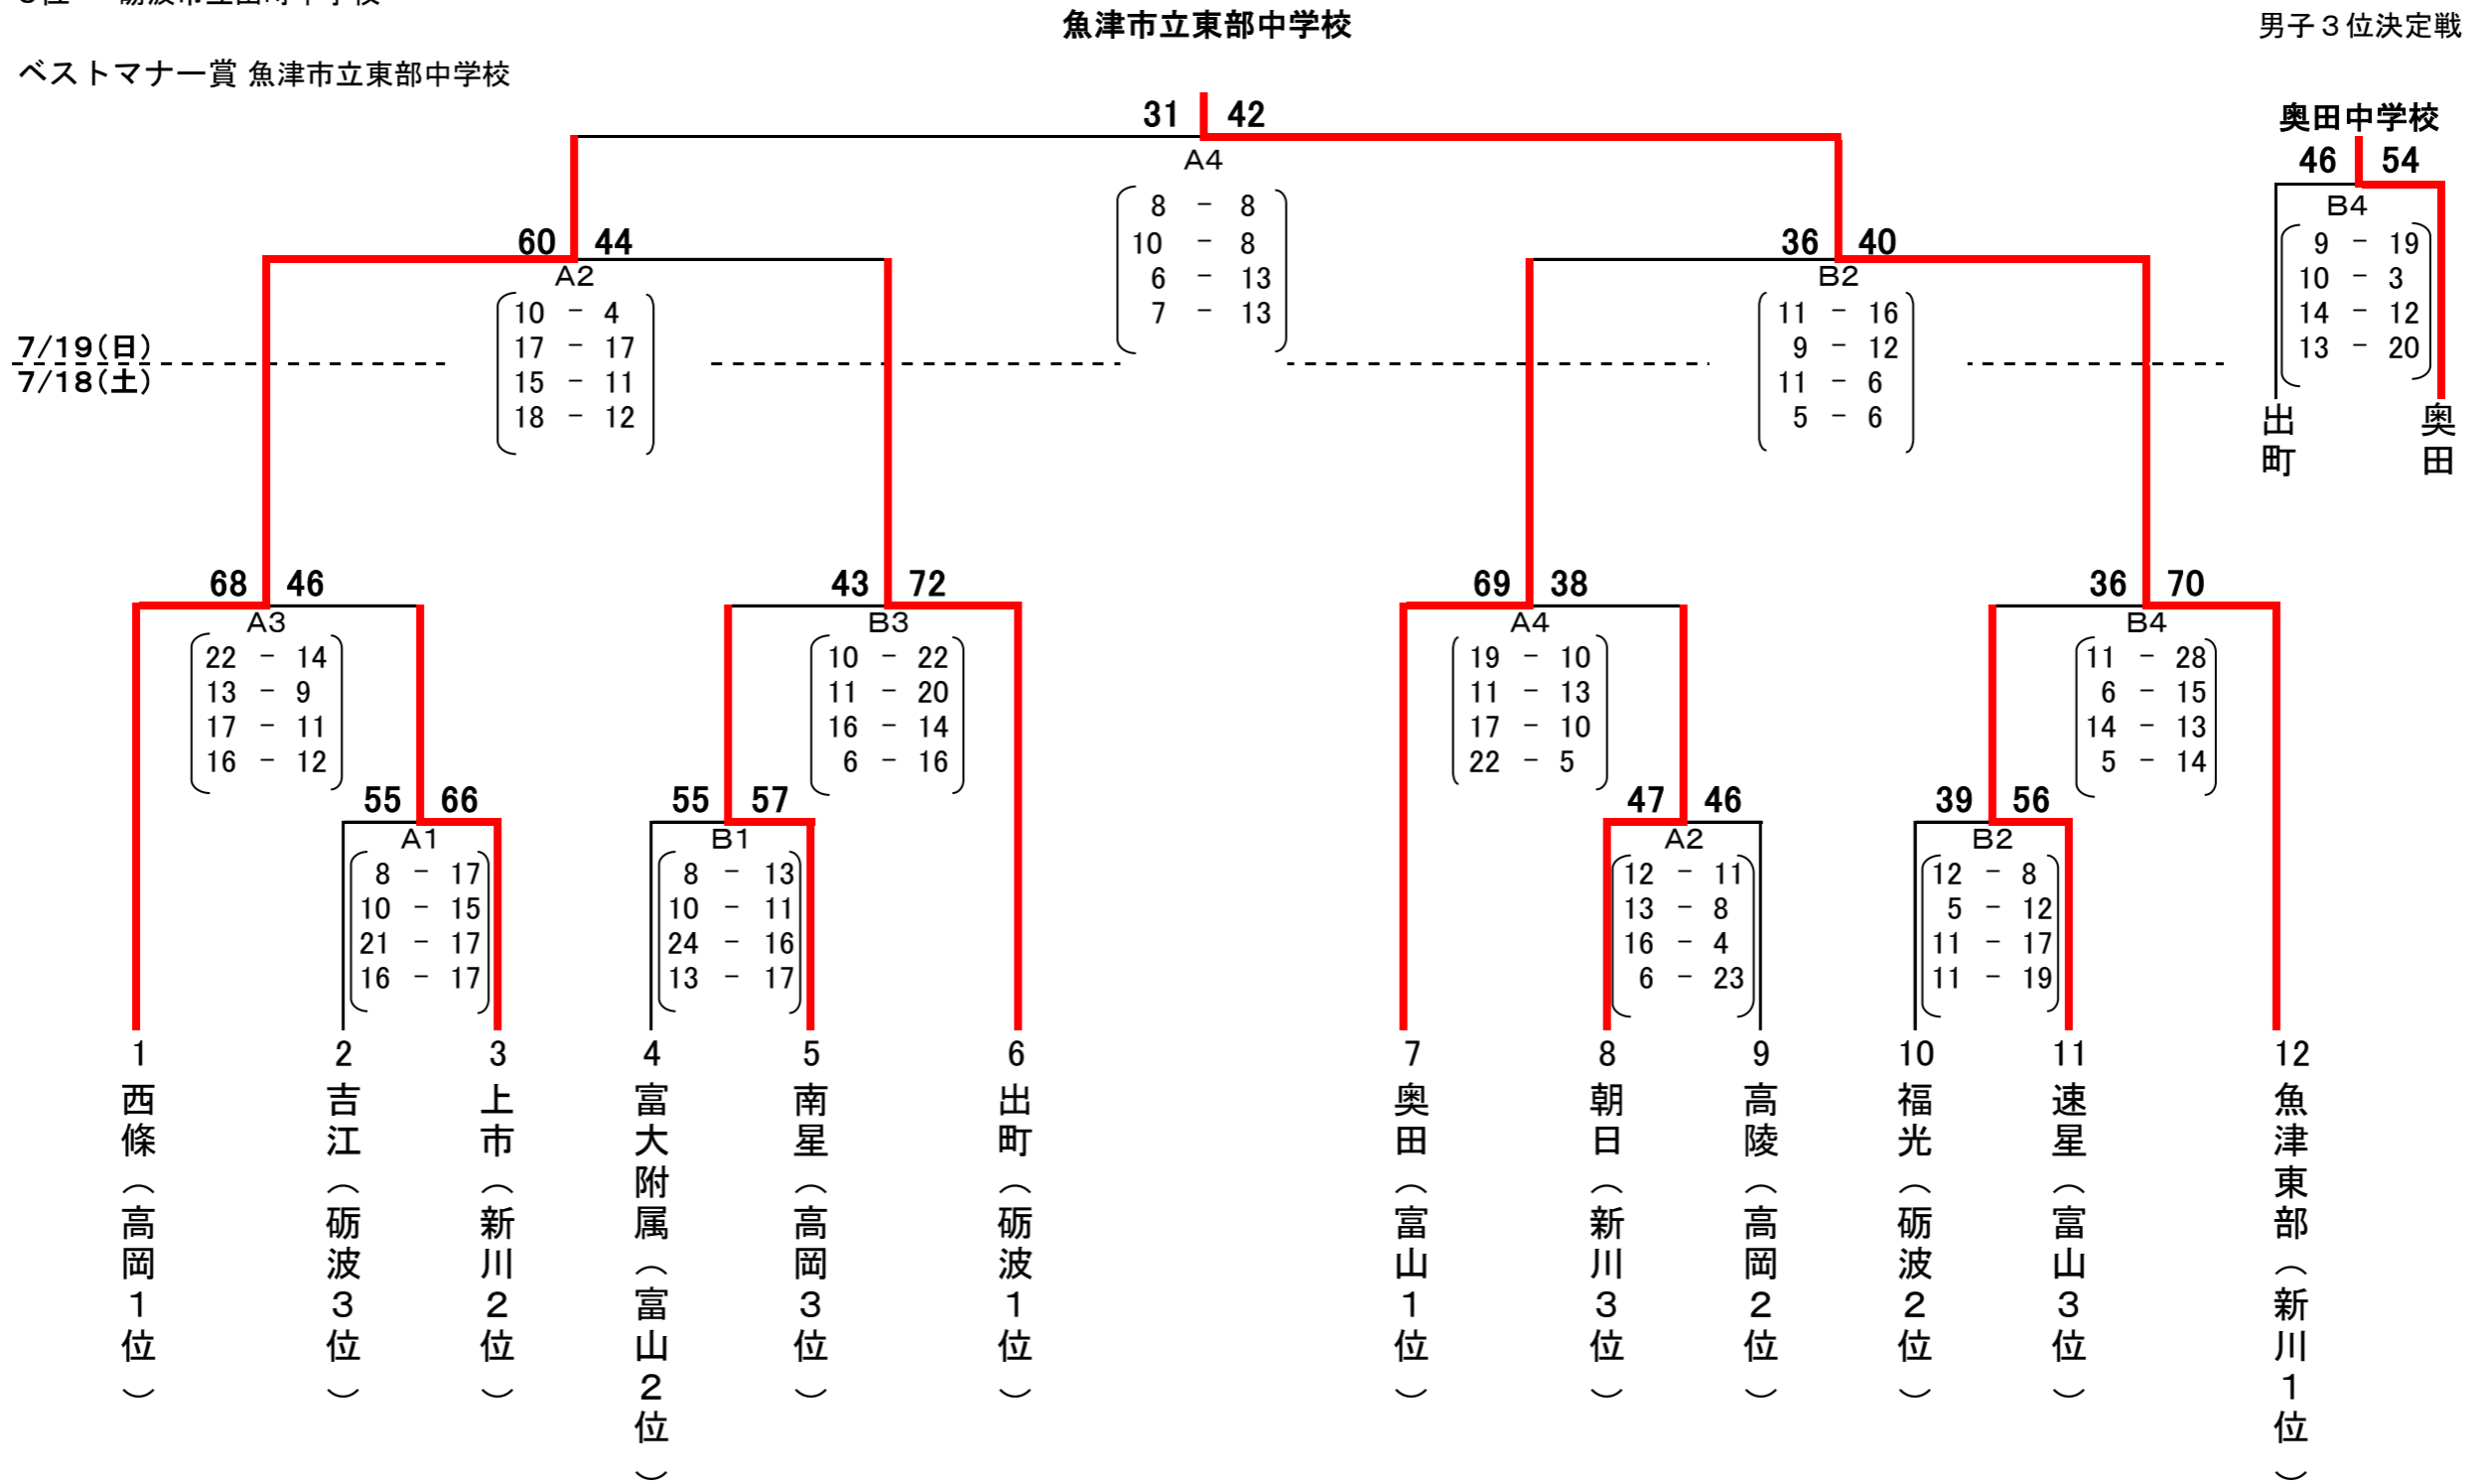 魚津市立東部中学校
男子３位決定戦
ベストマナー賞 魚津市立東部中学校
31 42
A4
8 - 8
10 - 8
6 - 13
7 - 13
奥田中学校
46 54
B4
9 - 19
10 - 3
14 - 12
13 - 20
出町
奥田
60 44
A2
10 - 4
17 - 17
15 - 11
18 - 12
36 40
B2
11 - 16
9 - 12
11 - 6
5 - 6
7/19(日)
7/18(土)
68 46
A3
22 - 14
13 - 9
17 - 11
16 - 12
43 72
B3
10 - 22
11 - 20
16 - 14
6 - 16
69 38
A4
19 - 10
11 - 13
17 - 10
22 - 5
36 70
B4
11 - 28
6 - 15
14 - 13
5 - 14
55 66
A1
8 - 17
10 - 15
21 - 17
16 - 17
55 57
B1
8 - 13
10 - 11
24 - 16
13 - 17
47 46
A2
12 - 11
13 - 8
16 - 4
6 - 23
39 56
B2
12 - 8
5 - 12
11 - 17
11 - 19
1
西條（高岡１位）
2
吉江（砺波３位）
3
上市（新川２位）
4
富大附属（富山２位）
5
南星（高岡３位）
6
出町（砺波１位）
7
奥田（富山１位）
8
朝日（新川３位）
9
高陵（高岡２位）
10
福光（砺波２位）
11
速星（富山３位）
12
魚津東部（新川１位）